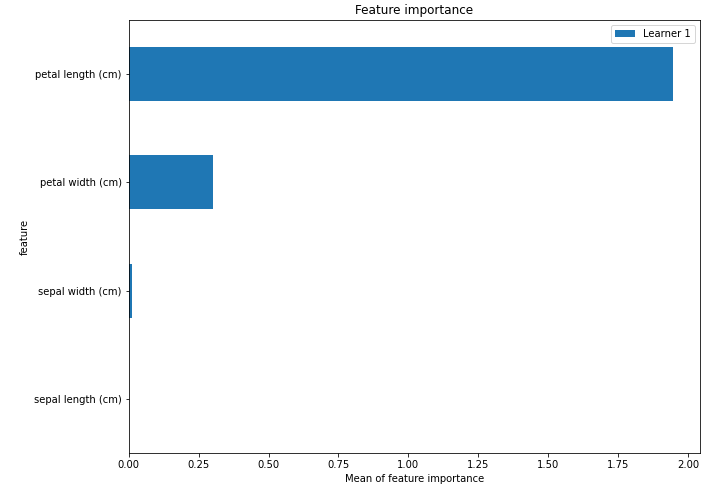 Feature importance
Learner 1
petal length (cm)
petal width (cm)
sepal width (cm)
sepal length (cm)
feature
0.00 0.25 0.50 0.75 1.00 1.25 1.50 1.75 2.00
Mean of feature importance